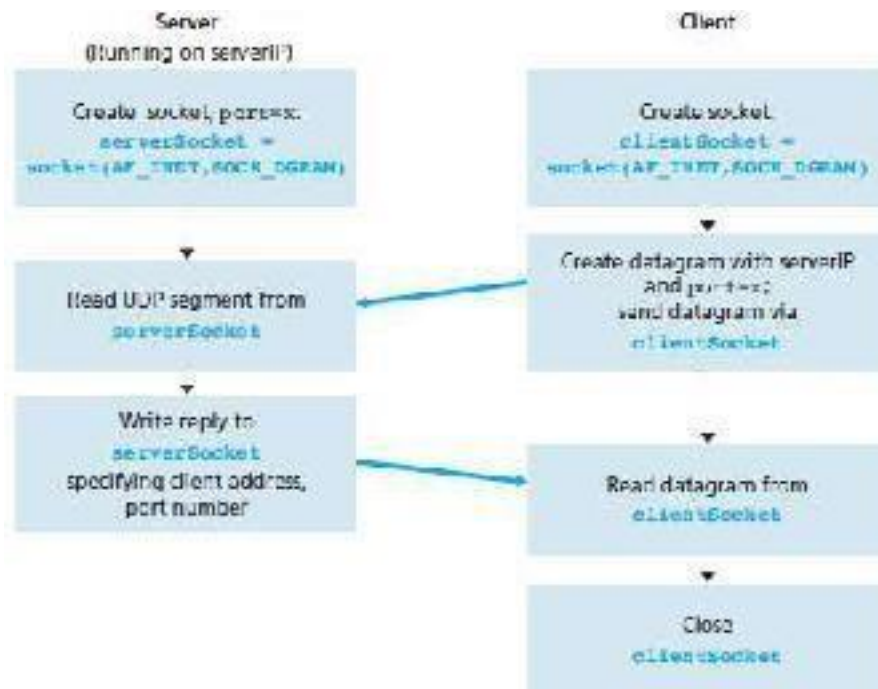 Server
(Running on serverIP)
Create socket, port=x:
serverSocket =
socket(AF_INET,SOCK_DGRAM)
Read UDP segment from
serverSocket
Write reply to
serverSocket
specifying client address,
port number
Client
Create socket:
clientSocket =
socket(AF_INET,SOCK_DGRAM)
Create datagram with serverIP
and port=x;
send datagram via
clientSocket
Read datagram from
clientSocket
Close
clientSocket